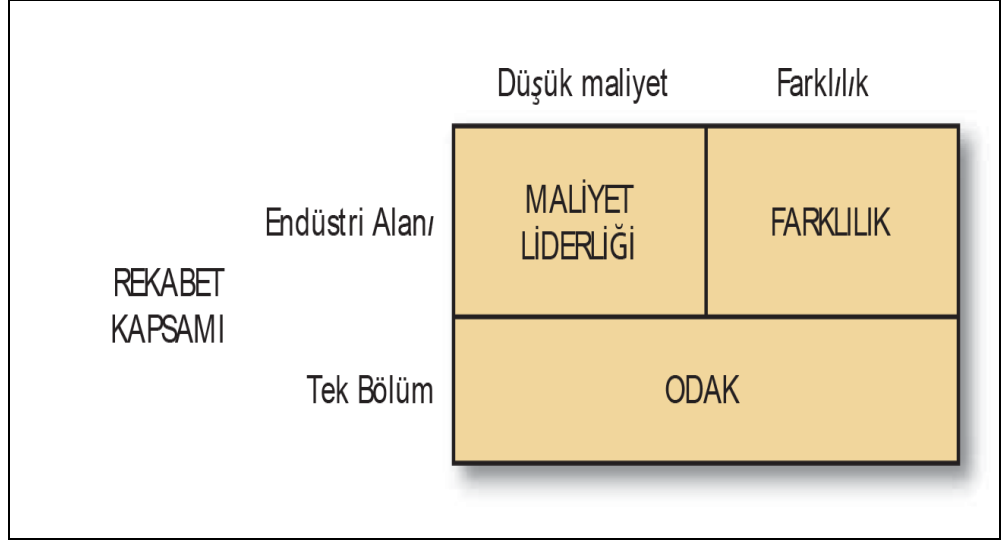 Düşük maliyet
Farklılık
Endüstri Alanı
MALİYET
LİDERLİĞİ
FARKLILIK
REKABET
KAPSAMI
Tek Bölüm
ODAK